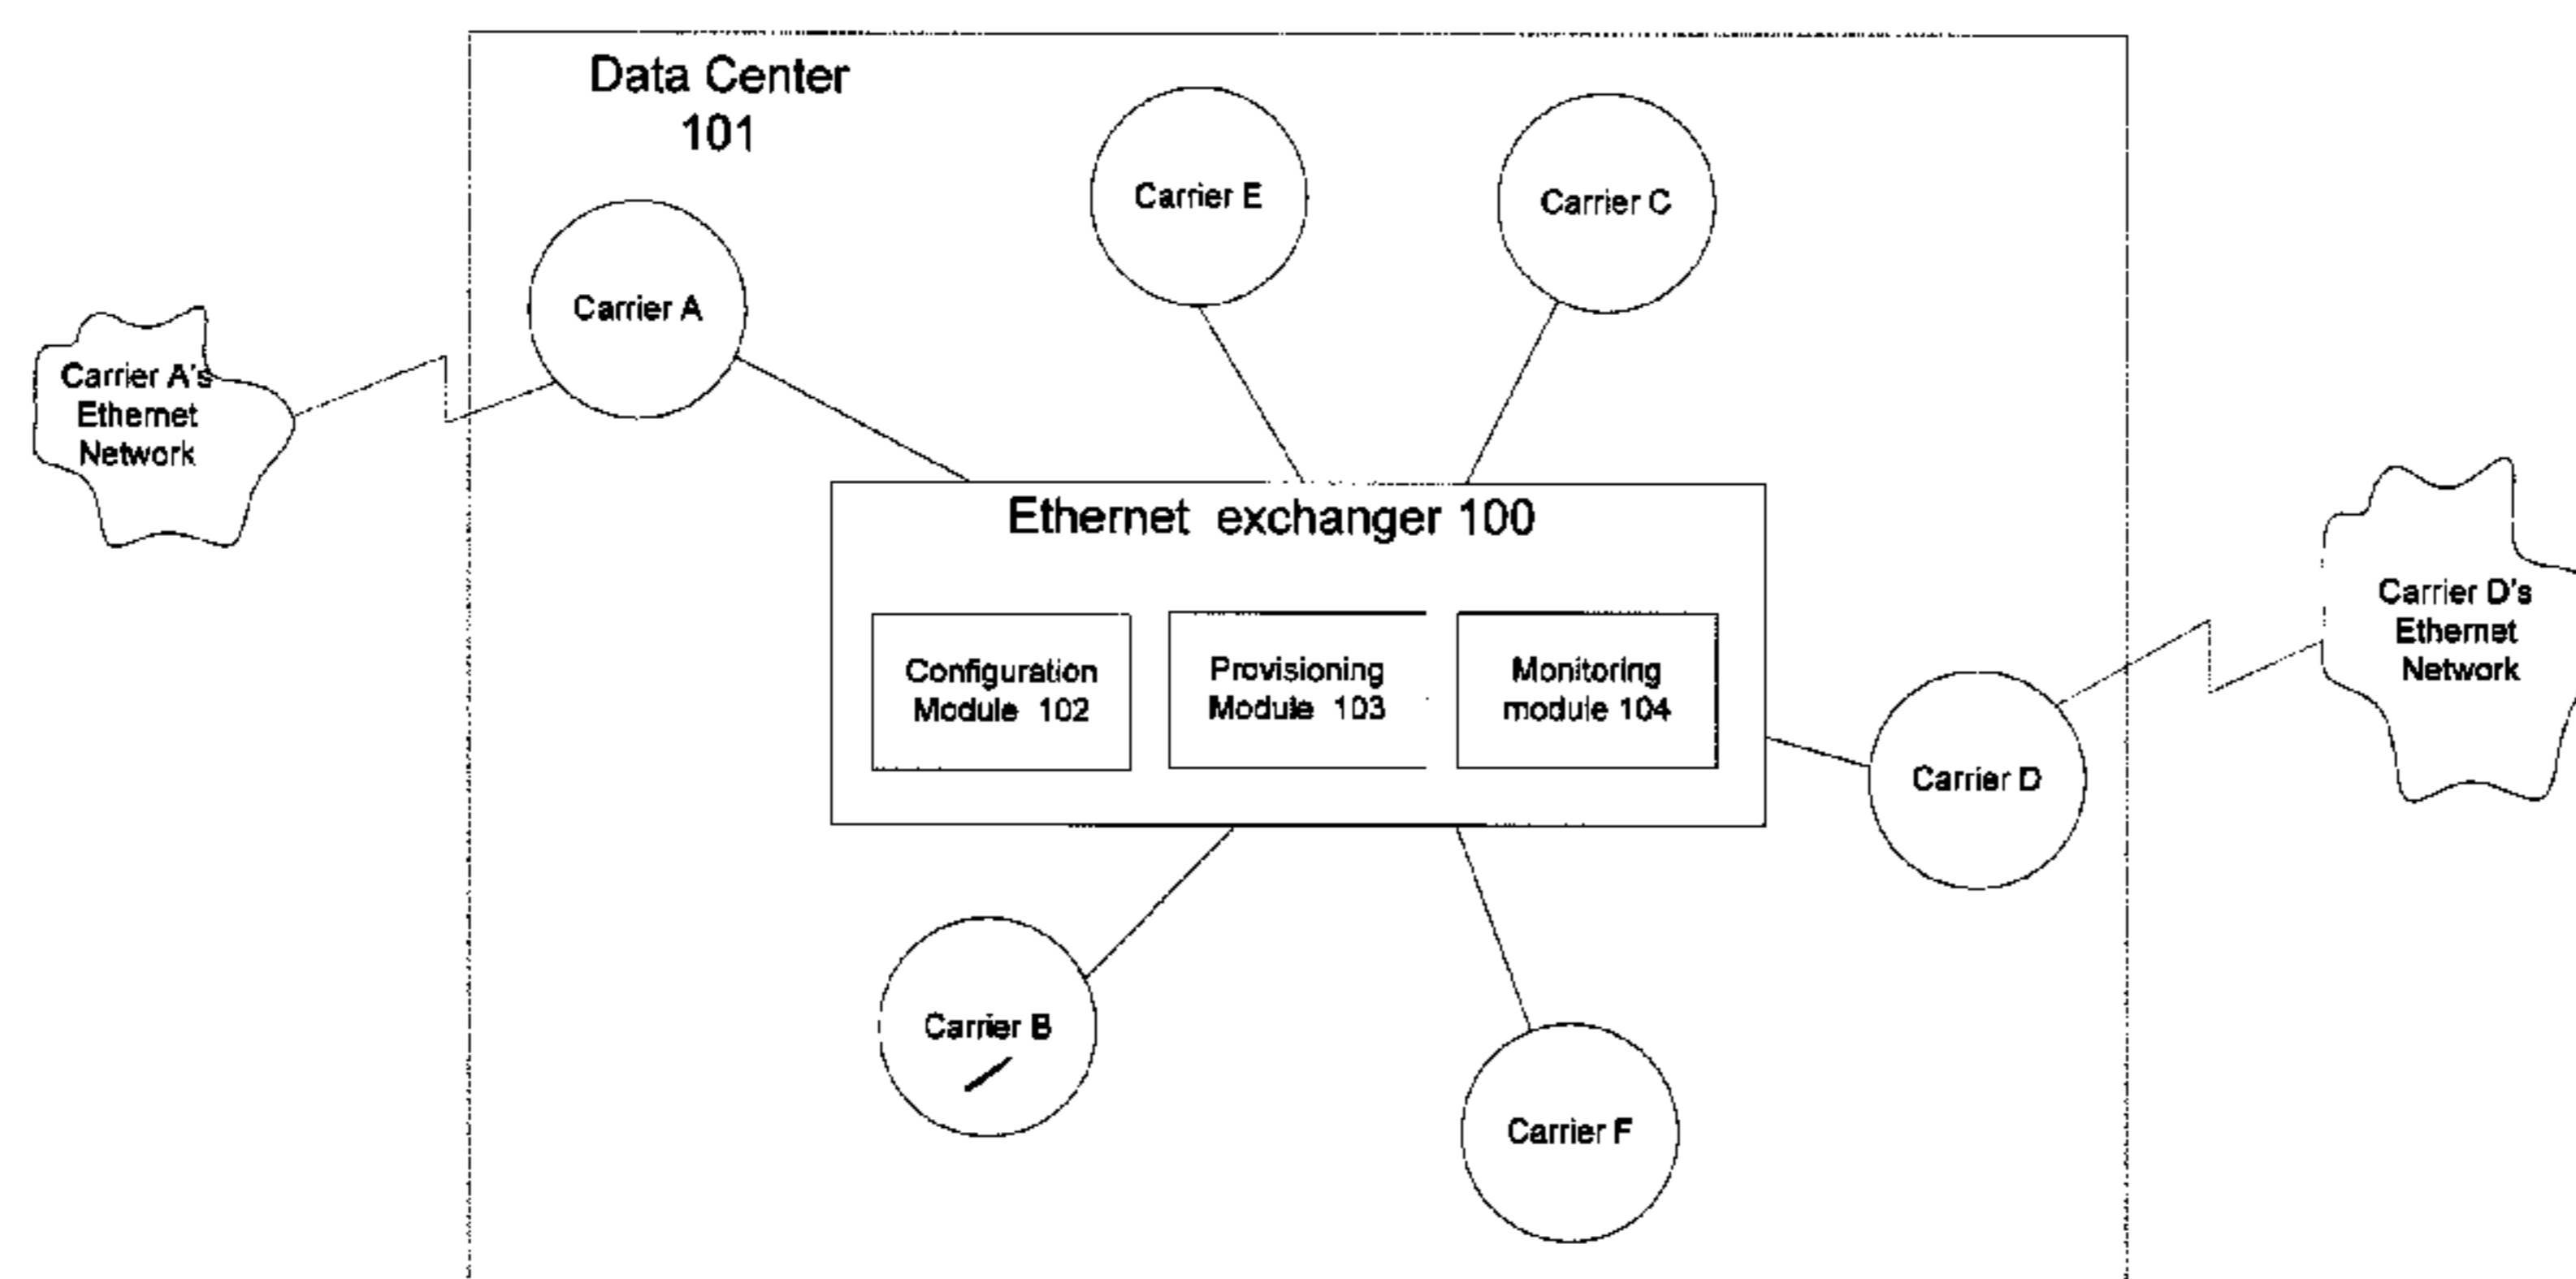 Data Center
101
Carrier E
Carrier C
Carrier A
Carrier A's
Ethernet
Network
Ethernet exchanger 100
Configuration
Module 102
Provisioning
Module 103
Monitoring
module 104
Carrier D's
Ethernet
Network
Carrier D
Carrier B
Carrier F